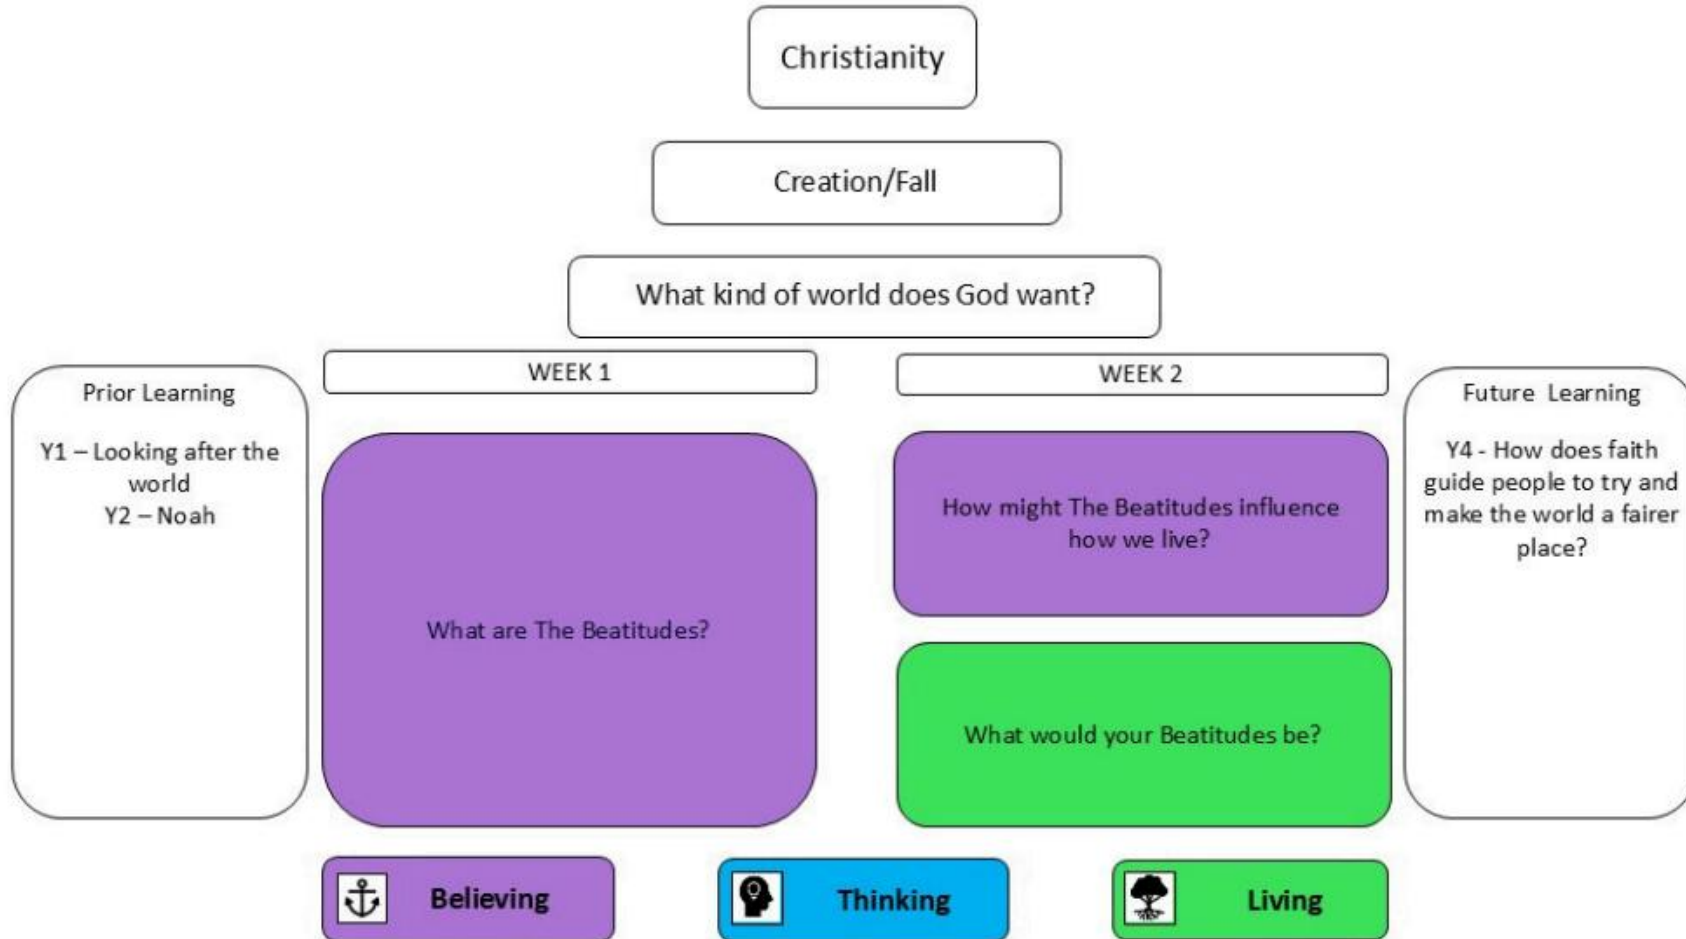 Christianity
Creation/Fall
What kind of world does God want?
WEEK 1
WEEK 2
Prior Learning
Y1 – Looking after the
world
Y2 – Noah
What are The Beatitudes?
How might The Beatitudes influence
how we live?
What would your Beatitudes be?
Future Learning
Y4 - How does faith
guide people to try and
make the world a fairer
place?
Believing
Thinking
Living